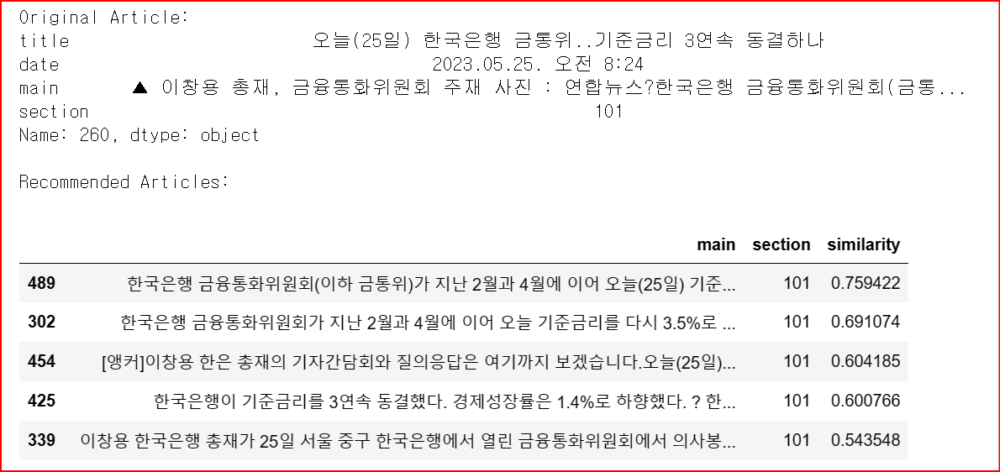 Original Article:
title 오늘(25일) 한국은행 금통위..기준금리 3연속 동결하나
date 2023.05.25. 오전 8:24
main ▲ 이창용 총재, 금융통화위원회 주재 사진 : 연합뉴스?한국은행 금융통화위원회(금통...
section 101
Name: 260, dtype: object
Recommended Articles:
main section similarity
489 한국은행 금융통화위원회(이하 금통위)가 지난 2월과 4월에 이어 오늘(25일) 기준... 101 0.759422
302 한국은행 금융통화위원회가 지난 2월과 4월에 이어 오늘 기준금리를 다시 3.5%로 ... 101 0.691074
454 [앵커]이창용 한은 총재의 기자간담회와 질의응답은 여기까지 보겠습니다.오늘(25일)... 101 0.604185
425 한국은행이 기준금리를 3연속 동결했다. 경제성장률은 1.4%로 하향했다. ? 한... 101 0.600766
339 이창용 한국은행 총재가 25일 서울 중구 한국은행에서 열린 금융통화위원회에서 의사봉... 101 0.543548